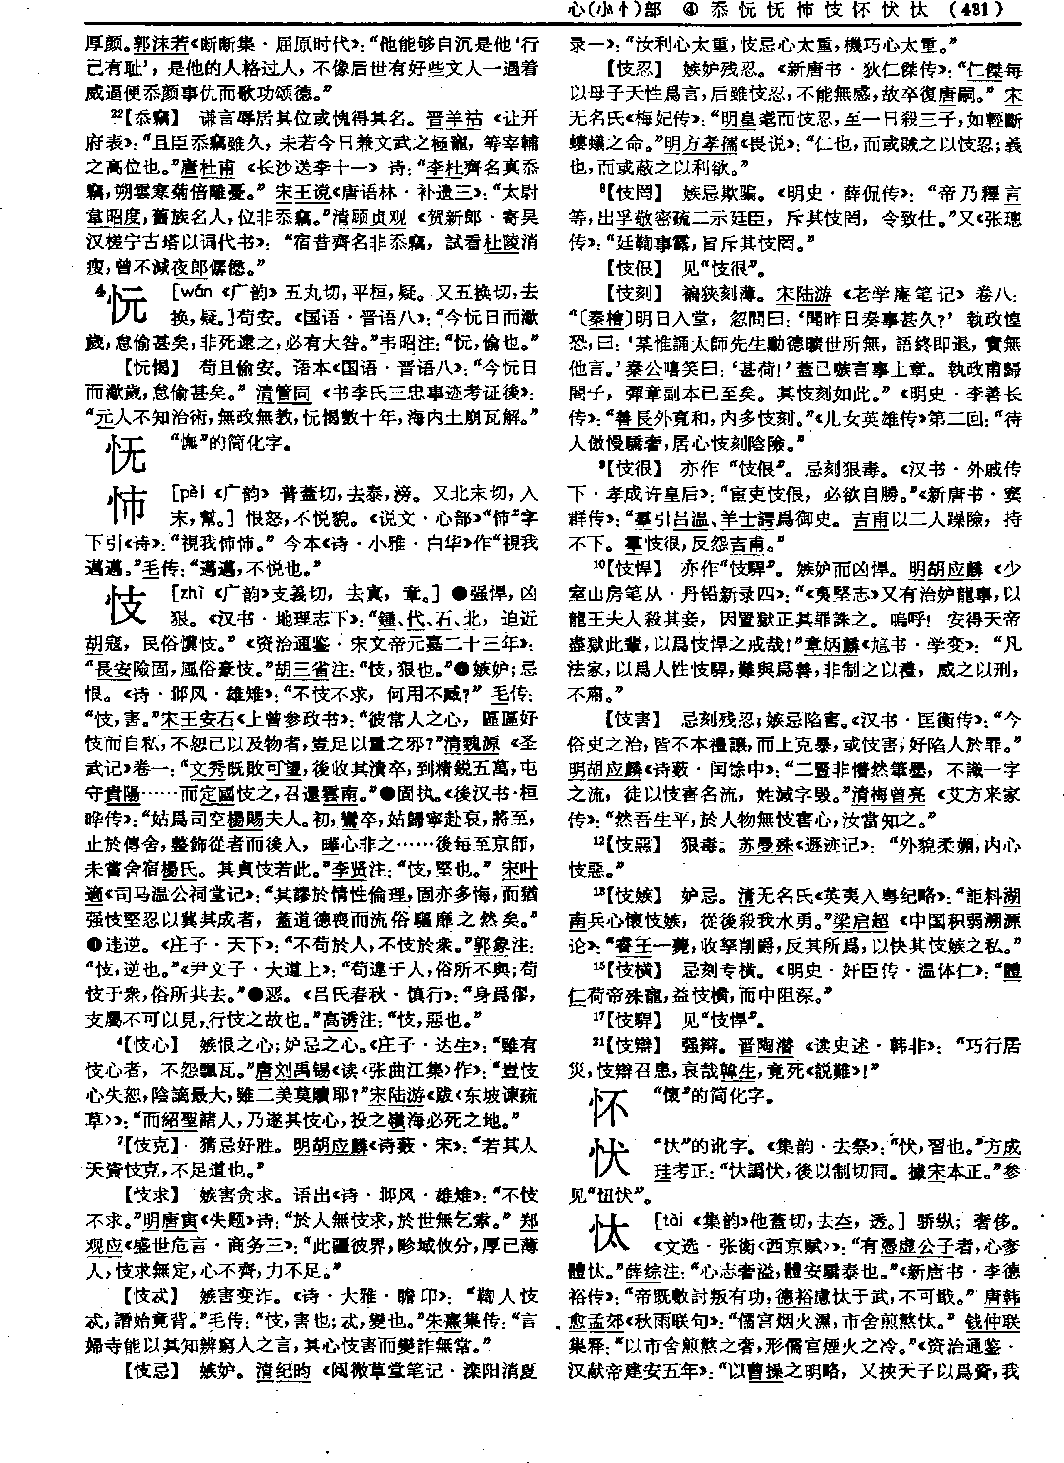 心(小忄)部 ④ 忝忨怃怖忮怀忕忲 (431)
厚颜。郭沫若《断断集·屈原时代》:“他能够自沉是他‘行
己有耻’，是他的人格过人，不像后世有好些文人一遇着
威逼便忝颜事仇而歌功颂德。”
22【忝竊】 谦言辱居其位或愧得其名。晋羊祜《让开
府表》:“且臣忝竊雖久，未若今日兼文武之極寵，等宰輔
之高位也。”唐杜甫《长沙送李十一》诗:“李杜齊名真忝
竊，朔雲寒菊倍離憂。”宋王谠《唐语林·补遗三》:“太尉
韋昭度，舊族名人，位非忝竊。”清顾贞观《贺新郎·寄吴
汉槎宁古塔以词代书》:“宿昔齊名非忝竊，試看杜陵消
瘦，曾不減夜郎僝僽。”
4忨 [wán《广韵》五丸切，平桓，疑。又五换切，去
换，疑。]苟安。《国语·晋语八》:“今忨日而㵣
歲，怠偷甚矣，非死逮之，必有大咎。”韦昭注:“忨，偷也。”
【忨愒】 苟且偷安。语本《国语·晋语八》:“今忨日
而㵣歲，怠偷甚矣。”清管同《书李氏三忠事迹考证後》:
“元人不知治術，無政無教，忨愒數十年，海内土崩瓦解。”
怃 “憮”的简化字。
[pèi《广韵》普蓋切，去泰，滂。又北末切，入
末，幫。] 恨怒，不悦貌。《说文·心部》“怖”字
下引《诗》:“視我怖怖。”今本《诗·小雅·白华》作“視我
邁邁。”毛传:“邁邁，不悦也。”
忮 [zhì《广韵》支義切，去寘，章。] ●强悍，凶
狠。《汉书·地理志下》:“鍾、代、石、北，迫近
胡寇，民俗懻忮。”《资治通鉴·宋文帝元嘉二十三年》:
“長安險固，風俗豪忮。”胡三省注:“忮，狠也。”●嫉妒;忌
恨。《诗·邶风·雄雉》:“不忮不求，何用不臧?”毛传:
“忮，害。”宋王安石《上曾参政书》:“彼常人之心，區區好
忮而自私，不恕己以及物者，豈足以量之邪?”清魏源《圣
武记》卷一:“文秀既敗可望，後收其潰卒，到精鋭五萬，屯
守貴陽……而定國忮之，召還雲南。”●固执。《後汉书·桓
晔传》:“姑爲司空楊賜夫人。初，鸞卒，姑歸寧赴哀，將至，
止於傳舍，整飾從者而後入，曄心非之……後每至京師，
未嘗舍宿楊氏。其貞忮若此。”李贤注:“忮，堅也。”宋叶
適《司马温公祠堂记》:“其謬於情性倫理，固亦多悔，而猶
强忮堅忍以冀其成者，蓋道德喪而流俗驅靡之然矣。”
●违逆。《庄子·天下》:“不苟於人，不忮於衆。”郭象注:
“忮，逆也。”《尹文子·大道上》:“苟違于人，俗所不與;苟
忮于衆，俗所共去。”●恶。《吕氏春秋·慎行》:“身爲僇，
支屬不可以見，行忮之故也。”高诱注:“忮，惡也。”
4【忮心】 嫉恨之心;妒忌之心。《庄子·达生》:“雖有
忮心者，不怨飄瓦。”唐刘禹锡《读〈张曲江集〉作》:“豈忮
心失恕，陰謫最大，雖二美莫贖耶?”宋陆游《跋〈东坡谏疏
草〉》:“而紹聖諸人，乃遂其忮心，投之嶺海必死之地。”
7【忮克】 猜忌好胜。明胡应麟《诗薮·宋》:“若其人
天資忮克，不足道也。”
【忮求】 嫉害贪求。语出《诗·邶风·雄雉》:“不忮
不求。”明唐寅《失题》诗:“於人無忮求，於世無乞索。”郑
观应《盛世危言·商务三》:“此疆彼界，畛域攸分，厚己薄
人，忮求無定，心不齊，力不足。”
【忮忒】 嫉害变诈。《诗·大雅·瞻卬》:“鞫人忮
忒，譖始竟背。”毛传:“忮，害也;忒，變也。”朱熹集传:“言
婦寺能以其知辨窮人之言，其心忮害而變詐無常。”
【忮忌】 嫉妒。清纪昀《阅微草堂笔记·滦阳消夏
录一》:“汝利心太重，忮忌心太重，機巧心太重。”
【忮忍】 嫉妒残忍。《新唐书·狄仁傑传》:“仁傑每
以母子天性爲言，后雖忮忍，不能無感，故卒復唐嗣。”宋
无名氏《梅妃传》:“明皇耄而忮忍，至一日殺三子，如輕斷
螻蟻之命。”明方孝孺《畏说》:“仁也，而或賊之以忮忍;義
也，而或蔽之以利欲。”
8【忮罔】 嫉忌欺骗。《明史·薛侃传》:“帝乃釋言
等，出孚敬密疏二示廷臣，斥其忮罔，令致仕。”又《张璁
传》:“廷鞫事露，旨斥其忮罔。”
【忮佷】 见“忮很”。
【忮刻】 褊狭刻薄。宋陆游《老学庵笔记》卷八:
“〔秦檜〕明日入堂，忽問曰:‘聞昨日奏事甚久?’執政惶
恐，曰:‘某惟誦太師先生勳德曠世所無，語終即退，實無
他言。’秦公嘻笑曰:‘甚荷!’蓋已嗾言事上章。執政甫歸
閤子，彈章副本已至矣。其忮刻如此。”《明史·李善长
传》:“善長外寬和，内多忮刻。”《儿女英雄传》第二回:“待
人傲慢驕奢，居心忮刻陰險。”
9【忮很】 亦作“忮佷”。忌刻狠毒。《汉书·外戚传
下·孝成许皇后》:“宦吏忮佷，必欲自勝。”《新唐书·窦
群传》:“羣引吕温、羊士諤爲御史。吉甫以二人躁險，持
不下。羣忮很，反怨吉甫。”
10【忮悍】 亦作“忮駻”。嫉妒而凶悍。明胡应麟《少
室山房笔丛·丹铅新录四》:“《夷堅志》又有治妒龍事，以
龍王夫人殺其妾，因置獄正其罪誅之。嗚呼! 安得天帝
盡獄此輩，以爲忮悍之戒哉!”章炳麟《訄书·学变》:“凡
法家，以爲人性忮駻，難與爲善，非制之以禮，威之以刑，
不肅。”
【忮害】 忌刻残忍;嫉忌陷害。《汉书·匡衡传》:“今
俗吏之治，皆不本禮讓，而上克暴，或忮害，好陷人於罪。”
明胡应麟《诗薮·闰馀中》:“二豎非懵然筆墨，不識一字
之流，徒以忮害名流，姓滅字毁。”清梅曾亮《艾方来家
传》:“然吾生平，於人物無忮害心，汝當知之。”
12【忮惡】 狠毒。苏曼殊《遯迹记》:“外貌柔媚，内心
忮惡。”
13【忮嫉】 妒忌。清无名氏《英夷入粤纪略》:“詎料湖
南兵心懷忮嫉，從後殺我水勇。”梁启超《中国积弱溯源
论》:“睿王一薨，收孥削爵，反其所爲，以快其忮嫉之私。”
15【忮横】 忌刻专横。《明史·奸臣传·温体仁》:“體
仁荷帝殊寵，益忮横，而中阻深。”
17【忮駻】 见“忮悍”。
21【忮辯】 强辩。晋陶潜《读史述·韩非》:“巧行居
災，忮辯召患，哀哉韓生，竟死《説難》!”
怀 “懷”的简化字。
“忕”的讹字。《集韵·去祭》:“忕，習也。”方成
珪考正:“忕譌忕，後以制切同。據宋本正。”参
见“忸忕”。
[tài《集韵》他蓋切，去夳，透。] 骄纵;奢侈。
《文选·张衡〈西京赋〉》:“有憑虚公子者，心奓
體忲。”薛综注:“心志奢溢，體安驕泰也。”《新唐书·李德
裕传》:“帝既數討叛有功，德裕慮忲于武，不可戢。”唐韩
愈孟郊《秋雨联句》:“儒宫烟火濕，市舍煎熬忲。”钱仲联
集释:“以市舍煎熬之奢，形儒宫煙火之冷。”《资治通鉴·
汉献帝建安五年》:“以曹操之明略，又挾天子以爲資，我